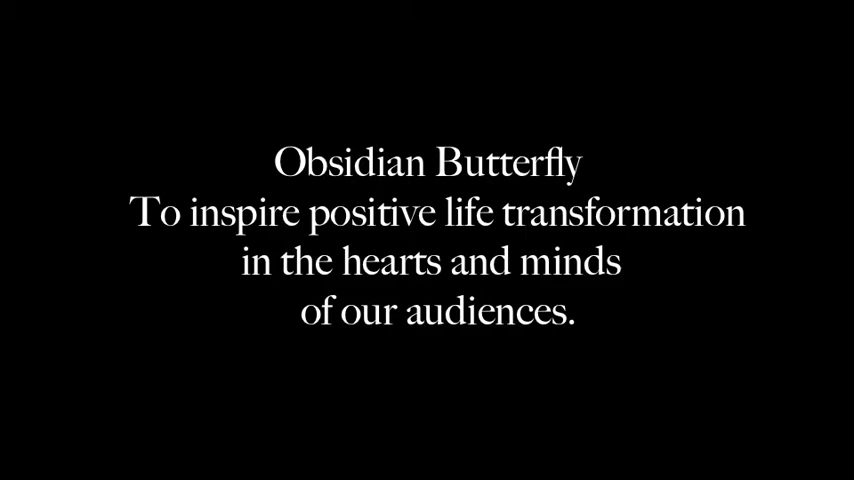 Obsidian Butterfly
To inspire positive life transformation
in the hearts and minds
of our audiences.